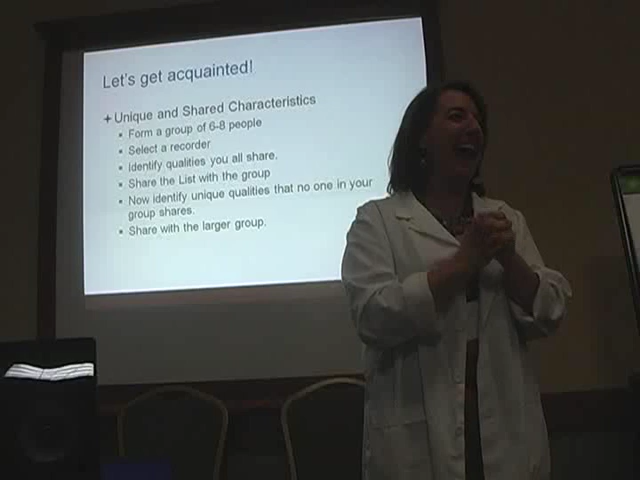 Let's get acquainted!
+ Unique and Shared Characteristics
▪ Form a group of 6-8 people
▪ Select a recorder
▪ Identify qualities you all share.
▪ Share the List with the group
▪ Now identify unique qualities that no one in your
group shares.
▪ Share with the larger group.